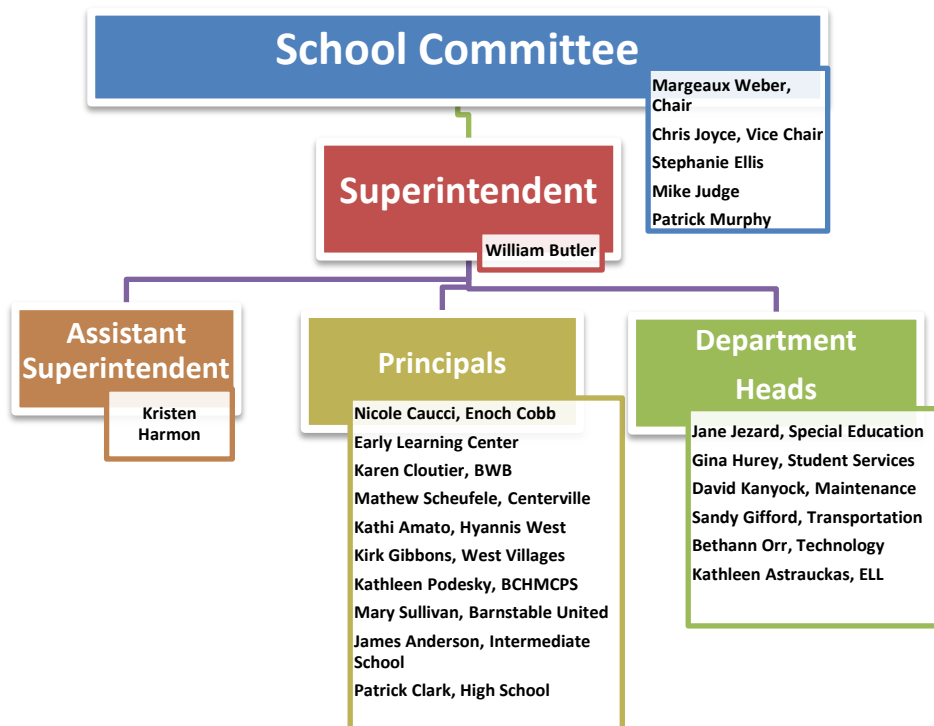 School Committee
Margeaux Weber,
Chair
Chris Joyce, Vice Chair
Stephanie Ellis
Mike Judge
Patrick Murphy
Superintendent
William Butler
Assistant
Superintendent
Kristen
Harmon
Principals
Nicole Caucci, Enoch Cobb
Early Learning Center
Karen Cloutier, BWB
Mathew Scheufele, Centerville
Kathi Amato, Hyannis West
Kirk Gibbons, West Villages
Kathleen Podesky, BCHMCPS
Mary Sullivan, Barnstable United
James Anderson, Intermediate
School
Patrick Clark, High School
Department
Heads
Jane Jezard, Special Education
Gina Hurey, Student Services
David Kanyock, Maintenance
Sandy Gifford, Transportation
Bethann Orr, Technology
Kathleen Astrauckas, ELL